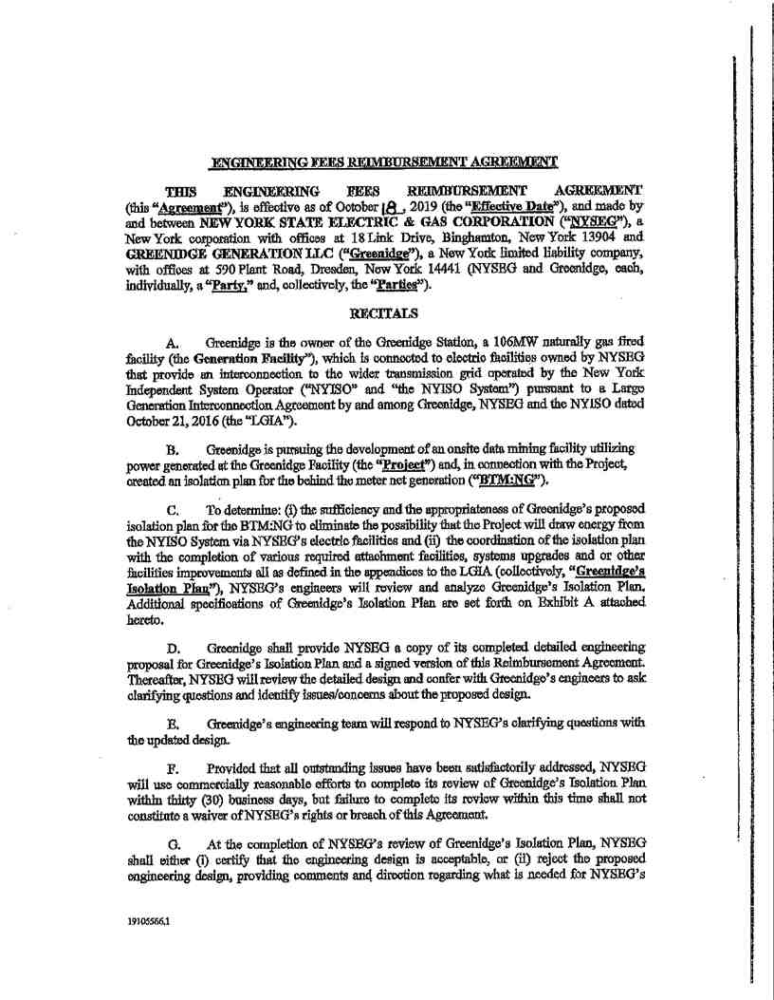 ENGINEERING FEES REIMBURSEMENT AGREEMENT
THIS ENGINEERING FEES REIMBURSEMENT AGREEMENT
(this “Agreement”), is effective as of October 18, 2019 (the “Effective Date”), and made by
and between NEW YORK STATE ELECTRIC & GAS CORPORATION (“NYSEG”), a
New York corporation with offices at 18 Link Drive, Binghamton, New York 13904 and
GREENIDGE GENERATION LLC (“Greenidge”), a New York limited liability company,
with offices at 590 Plant Road, Dresden, New York 14441 (NYSEG and Greenidge, each,
individually, a “Party,” and, collectively, the “Parties”).
RECITALS
A. Greenidge is the owner of the Greenidge Station, a 106MW naturally gas fired
facility (the Generation Facility”), which is connected to electric facilities owned by NYSEG
that provide an interconnection to the wider transmission grid operated by the New York
Independent System Operator (“NYISO” and “the NYISO System”) pursuant to a Large
Generation Interconnection Agreement by and among Greenidge, NYSEG and the NYISO dated
October 21, 2016 (the “LGIA”).
B. Greenidge is pursuing the development of an onsite data mining facility utilizing
power generated at the Greenidge Facility (the “Project”) and, in connection with the Project,
created an isolation plan for the behind the meter net generation (“BTM:NG”).
C. To determine: (i) the sufficiency and the appropriateness of Greenidge’s proposed
isolation plan for the BTM:NG to eliminate the possibility that the Project will draw energy from
the NYISO System via NYSEG’s electric facilities and (ii) the coordination of the isolation plan
with the completion of various required attachment facilities, systems upgrades and or other
facilities improvements all as defined in the appendices to the LGIA (collectively, “Greenidge’s
Isolation Plan”), NYSEG’s engineers will review and analyze Greenidge’s Isolation Plan.
Additional specifications of Greenidge’s Isolation Plan are set forth on Exhibit A attached
hereto.
D. Greenidge shall provide NYSEG a copy of its completed detailed engineering
proposal for Greenidge’s Isolation Plan and a signed version of this Reimbursement Agreement.
Thereafter, NYSEG will review the detailed design and confer with Greenidge’s engineers to ask
clarifying questions and identify issues/concerns about the proposed design.
E. Greenidge’s engineering team will respond to NYSEG’s clarifying questions with
the updated design.
F. Provided that all outstanding issues have been satisfactorily addressed, NYSEG
will use commercially reasonable efforts to complete its review of Greenidge’s Isolation Plan
within thirty (30) business days, but failure to complete its review within this time shall not
constitute a waiver of NYSEG’s rights or breach of this Agreement.
G. At the completion of NYSEG’s review of Greenidge’s Isolation Plan, NYSEG
shall either (i) certify that the engineering design is acceptable, or (ii) reject the proposed
engineering design, providing comments and direction regarding what is needed for NYSEG’s
19105566.1